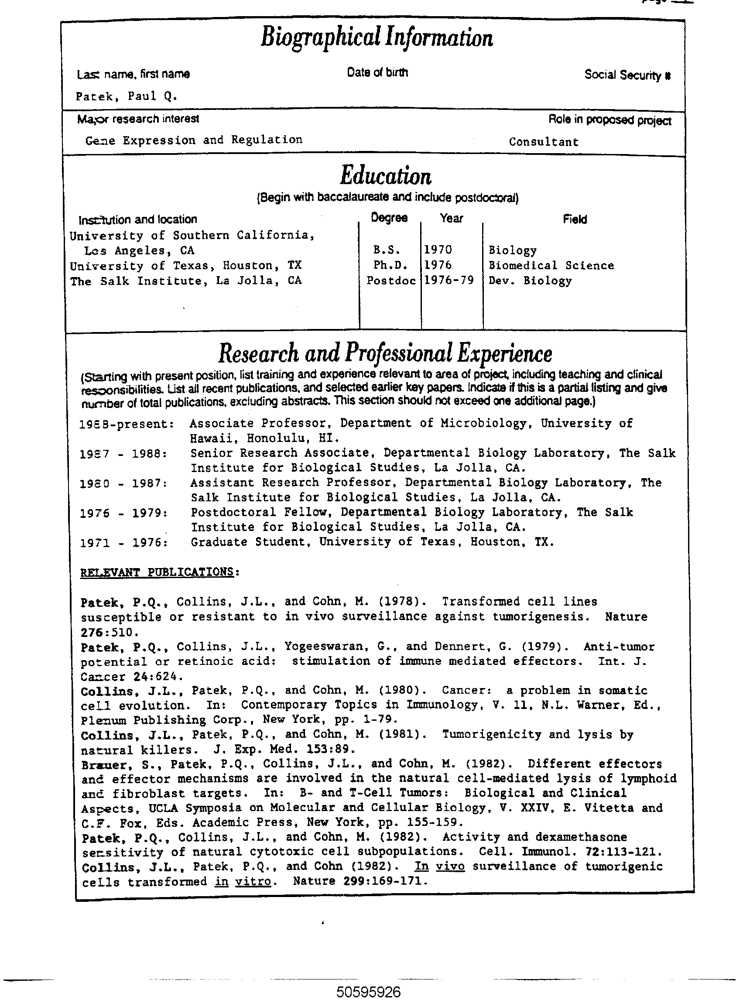 Biographical Information
Last name, first name Date of birth Social Security #
Patek, Paul Q.
Major research interest Role in proposed project
Gene Expression and Regulation Consultant
Education
(Begin with baccalaureate and include postdoctoral)
Institution and location Degree Year Field
University of Southern California,
Los Angeles, CA B.S. 1970 Biology
University of Texas, Houston, TX Ph.D. 1976 Biomedical Science
The Salk Institute, La Jolla, CA Postdoc 1976-79 Dev. Biology
Research and Professional Experience
(Starting with present position, list training and experience relevant to area of project, including teaching and clinical
responsibilities. List all recent publications, and selected earlier key papers. Indicate if this is a partial listing and give
number of total publications, excluding abstracts. This section should not exceed one additional page.)
1988-present: Associate Professor, Department of Microbiology, University of
Hawaii, Honolulu, HI.
1987 - 1988: Senior Research Associate, Departmental Biology Laboratory, The Salk
Institute for Biological Studies, La Jolla, CA.
1980 - 1987: Assistant Research Professor, Departmental Biology Laboratory, The
Salk Institute for Biological Studies, La Jolla, CA.
1976 - 1979: Postdoctoral Fellow, Departmental Biology Laboratory, The Salk
Institute for Biological Studies, La Jolla, CA.
1971 - 1976: Graduate Student, University of Texas, Houston, TX.
RELEVANT PUBLICATIONS:
Patek, P.Q., Collins, J.L., and Cohn, M. (1978). Transformed cell lines
susceptible or resistant to in vivo surveillance against tumorigenesis. Nature
276:510.
Patek, P.Q., Collins, J.L., Yogeeswaran, G., and Dennert, G. (1979). Anti-tumor
potential or retinoic acid: stimulation of immune mediated effectors. Int. J.
Cancer 24:624.
Collins, J.L., Patek, P.Q., and Cohn, M. (1980). Cancer: a problem in somatic
cell evolution. In: Contemporary Topics in Immunology, V. 11, N.L. Warner, Ed.,
Plenum Publishing Corp., New York, pp. 1-79.
Collins, J.L., Patek, P.Q., and Cohn, M. (1981). Tumorigenicity and lysis by
natural killers. J. Exp. Med. 153:89.
Brauer, S., Patek, P.Q., Collins, J.L., and Cohn, M. (1982). Different effectors
and effector mechanisms are involved in the natural cell-mediated lysis of lymphoid
and fibroblast targets. In: B- and T-Cell Tumors: Biological and Clinical
Aspects, UCLA Symposia on Molecular and Cellular Biology, V. XXIV, E. Vitetta and
C.F. Fox, Eds. Academic Press, New York, pp. 155-159.
Patek, P.Q., Collins, J.L., and Cohn, M. (1982). Activity and dexamethasone
sensitivity of natural cytotoxic cell subpopulations. Cell. Immunol. 72:113-121.
Collins, J.L., Patek, P.Q., and Cohn (1982). In vivo surveillance of tumorigenic
cells transformed in vitro. Nature 299:169-171.
50595926